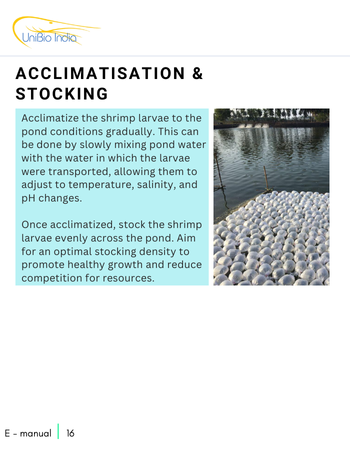 UniBio India
ACCLIMATISATION &
STOCKING
Acclimatize the shrimp larvae to the
pond conditions gradually. This can
be done by slowly mixing pond water
with the water in which the larvae
were transported, allowing them to
adjust to temperature, salinity, and
pH changes.
Once acclimatized, stock the shrimp
larvae evenly across the pond. Aim
for an optimal stocking density to
promote healthy growth and reduce
competition for resources.
E - manual 16